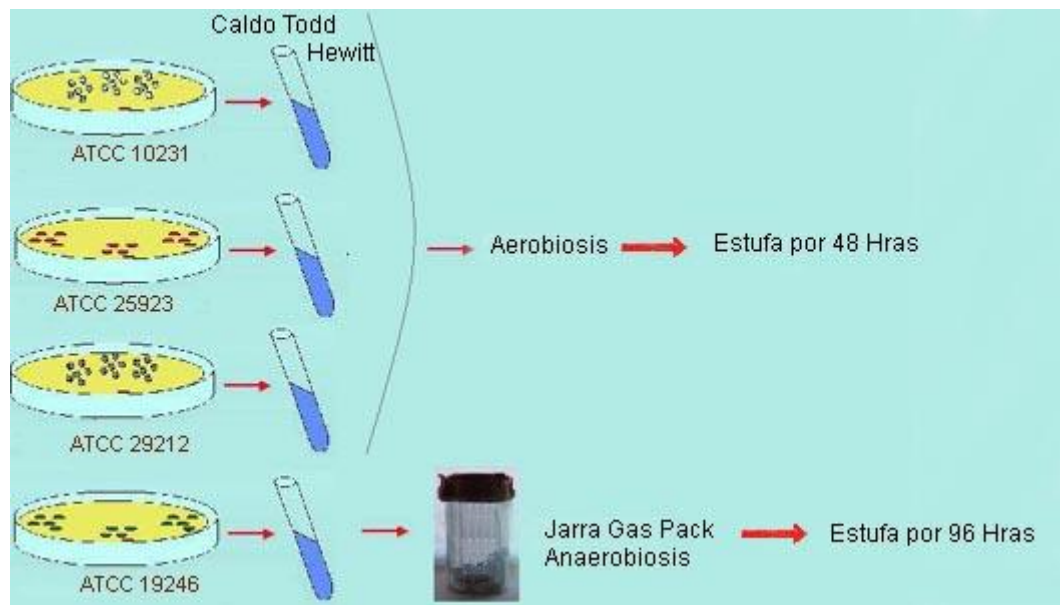 Caldo Todd
Hewitt
ATCC 10231
ATCC 25923
Aerobiosis
Estufa por 48 Hras
ATCC 29212
ATCC 19246
Jarra Gas Pack
Anaerobiosis
Estufa por 96 Hras